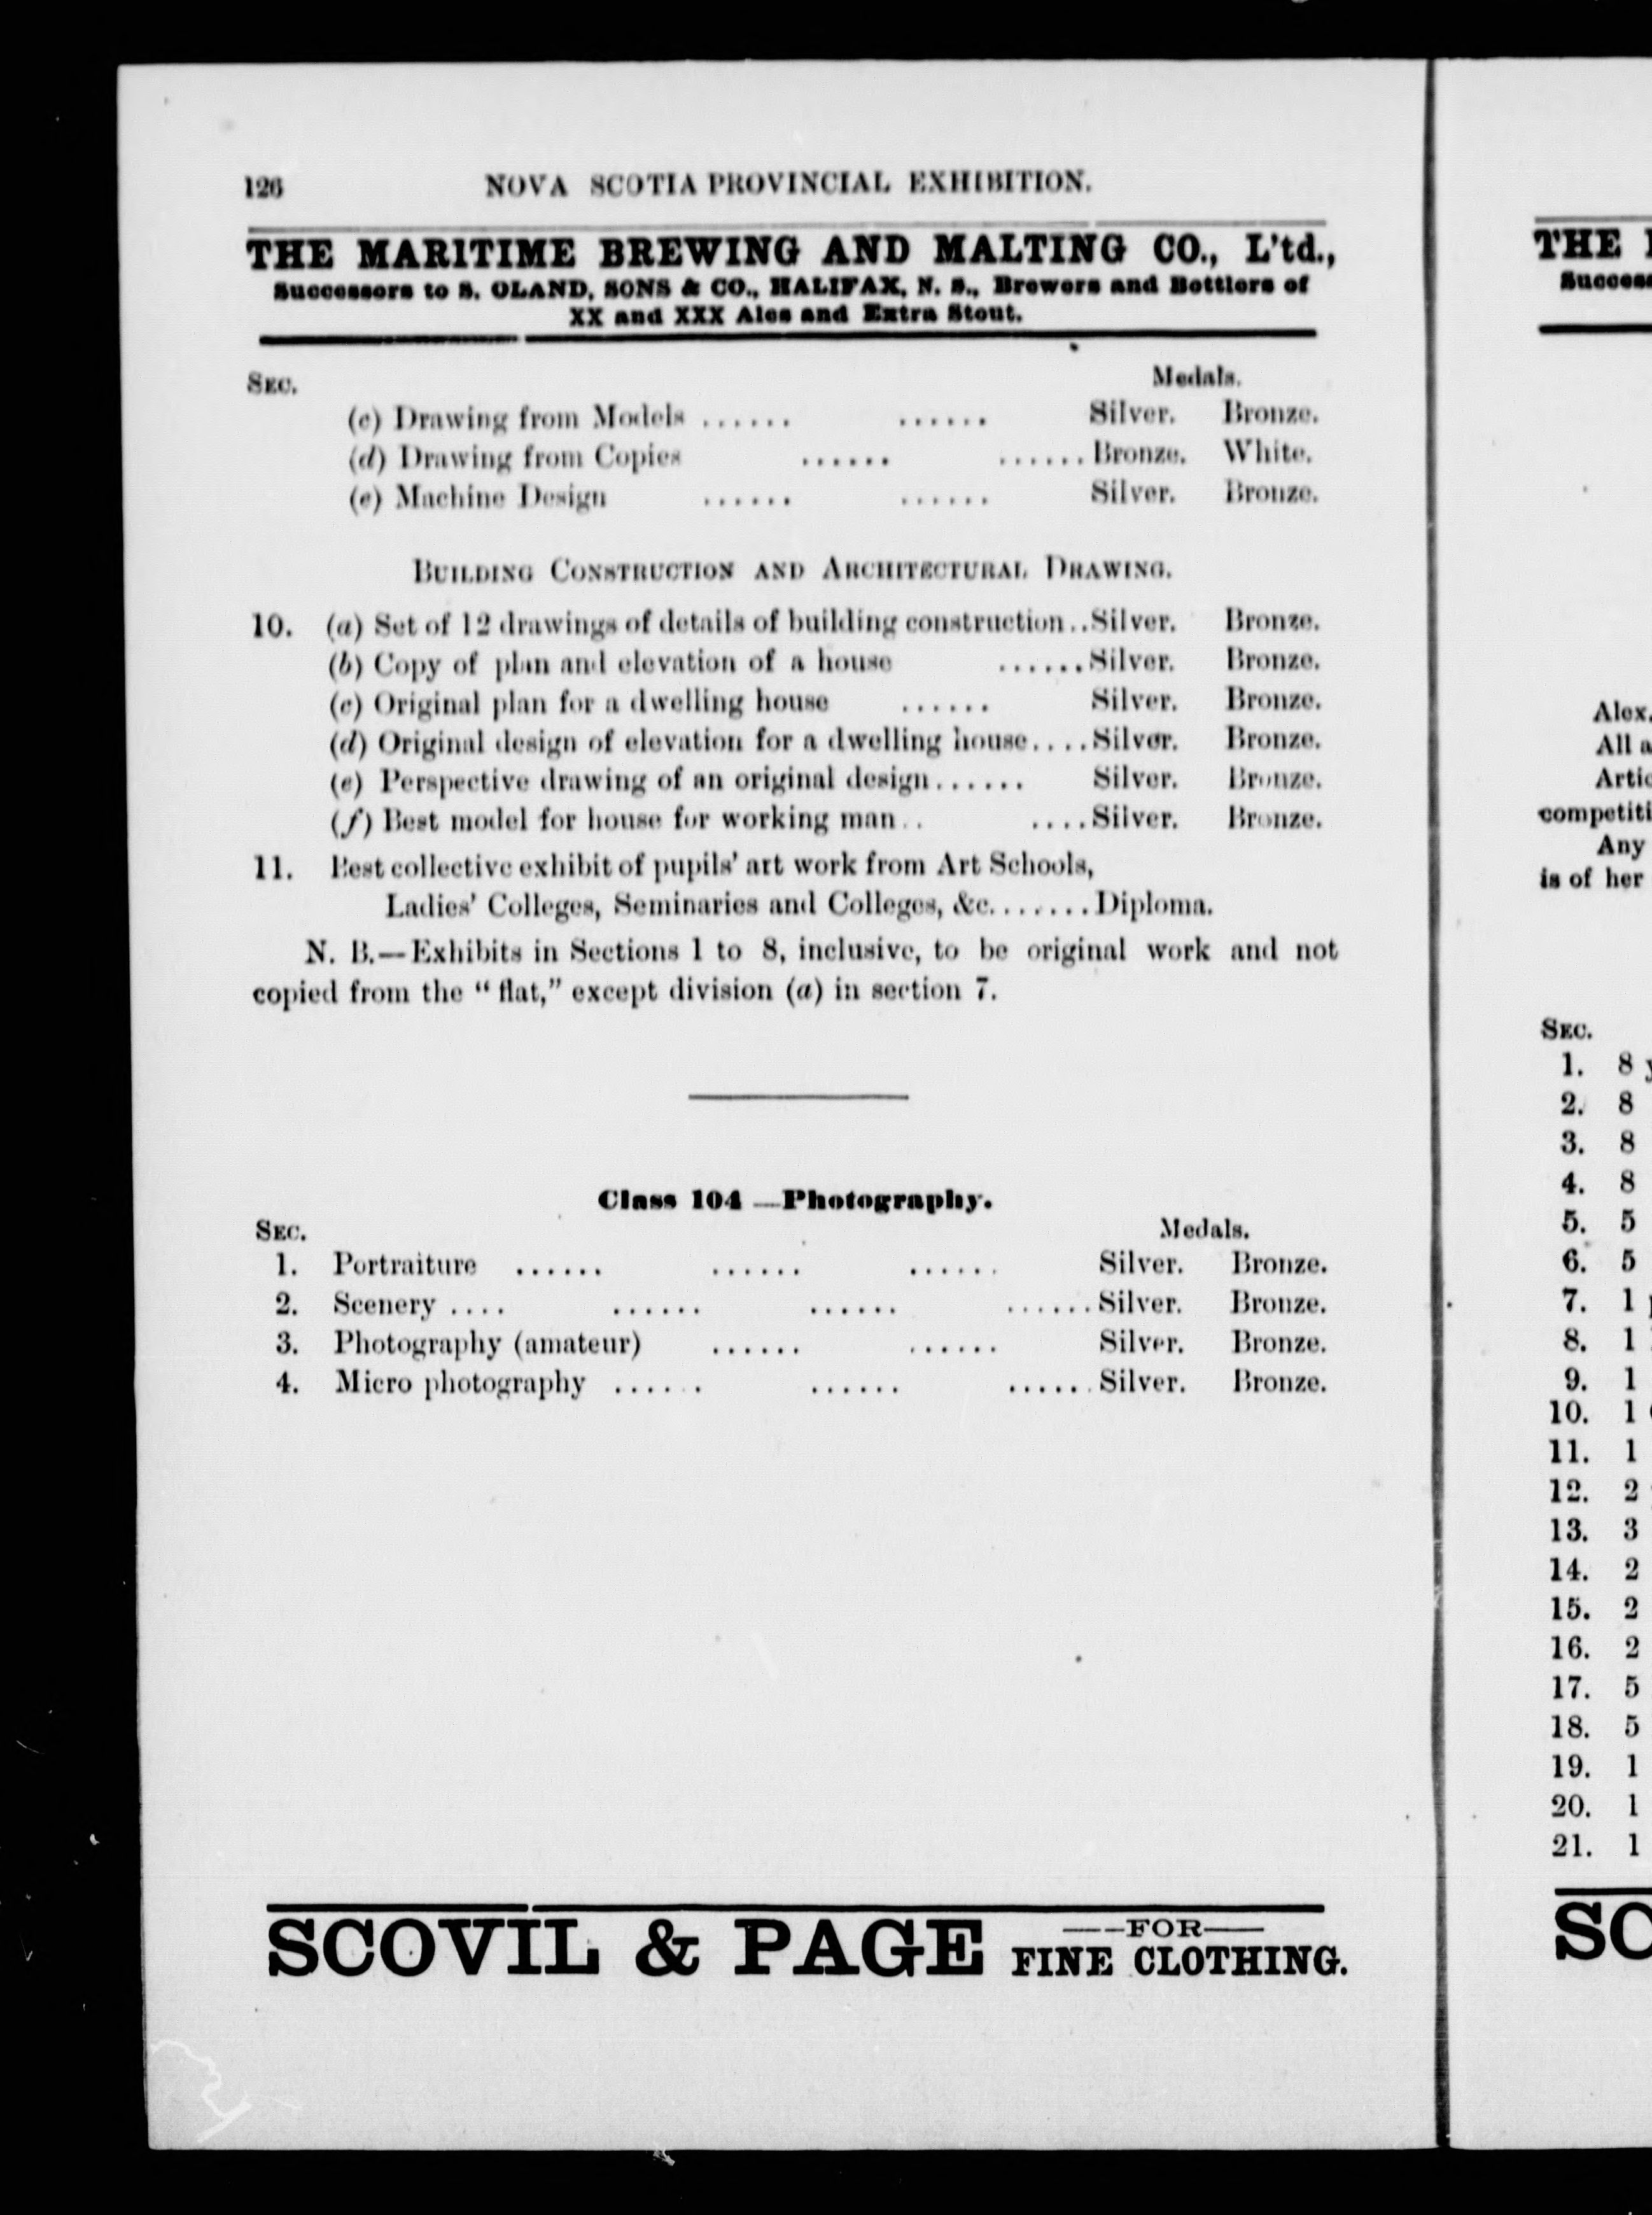 126 NOVA SCOTIA PROVINCIAL EXHIBITION.
THE MARITIME BREWING AND MALTING CO., L'td.,
Successors to S. OLAND, SONS & CO., HALIFAX, N. S., Brewers and Bottlers of
XX and XXX Ales and Extra Stout.
SEC. Medals.
(c) Drawing from Models ...... ...... Silver. Bronze.
(d) Drawing from Copies ...... ......Bronze. White.
(e) Machine Design ...... ...... Silver. Bronze.
BUILDING CONSTRUCTION AND ARCHITECTURAL DRAWING.
10. (a) Set of 12 drawings of details of building construction..Silver. Bronze.
(b) Copy of plan and elevation of a house ......Silver. Bronze.
(c) Original plan for a dwelling house ...... Silver. Bronze.
(d) Original design of elevation for a dwelling house....Silver. Bronze.
(e) Perspective drawing of an original design...... Silver. Bronze.
(f) Best model for house for working man.. ....Silver. Bronze.
11. Best collective exhibit of pupils' art work from Art Schools,
Ladies' Colleges, Seminaries and Colleges, &c.......Diploma.
N. B.—Exhibits in Sections 1 to 8, inclusive, to be original work and not
copied from the "flat," except division (a) in section 7.
Class 104 —Photography.
SEC. Medals.
1. Portraiture ...... ...... ...... Silver. Bronze.
2. Scenery .... ...... ...... ......Silver. Bronze.
3. Photography (amateur) ...... ...... Silver. Bronze.
4. Micro photography ...... ...... ......Silver. Bronze.
SCOVIL & PAGE —FOR— FINE CLOTHING.
THE
Alex.
All
competiti
Any
is of her
SEC.
1. 8
2. 8
3. 8
4. 8
5. 5
6. 5
7. 1
8. 1
9. 1
10. 1
11. 1
12. 2
13. 3
14. 2
15. 2
16. 2
17. 5
18. 5
19. 1
20. 1
21. 1
SC